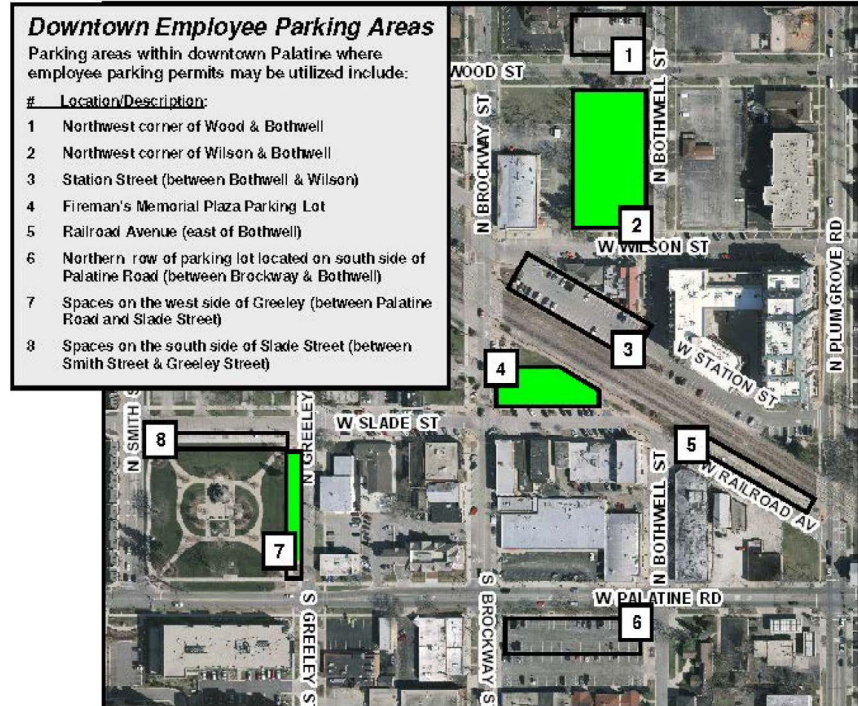 Downtown Employee Parking Areas
Parking areas within downtown Palatine where
employee parking permits may be utilized include:
# Location/Description:
1 Northwest corner of Wood & Bothwell
2 Northwest corner of Wilson & Bothwell
3 Station Street (between Bothwell & Wilson)
4 Fireman's Memorial Plaza Parking Lot
5 Railroad Avenue (east of Bothwell)
6 Northern row of parking lot located on south side of
Palatine Road (between Brockway & Bothwell)
7 Spaces on the west side of Greeley (between Palatine
Road and Slade Street)
8 Spaces on the south side of Slade Street (between
Smith Street & Greeley Street)
1
WOOD ST
N BROCKWAY ST
N BOTHWELL ST
2
W WILSON ST
N PLUM GROVE RD
3
W STATION ST
4
N SMITH S
8
N GREELEY
W SLADE ST
5
W RAILROAD AV
N BOTHWELL ST
7
W PALATINE RD
6
S GREELEY S
S BROCKWAY S